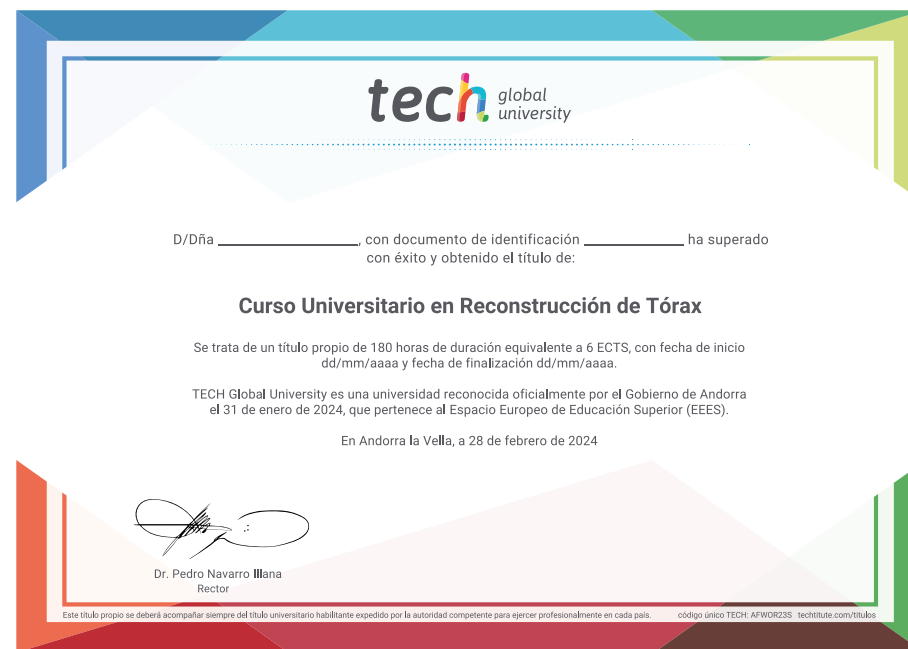 tech global university
D/Dña ____________________, con documento de identificación ______________ ha superado
con éxito y obtenido el título de:
Curso Universitario en Reconstrucción de Tórax
Se trata de un título propio de 180 horas de duración equivalente a 6 ECTS, con fecha de inicio
dd/mm/aaaa y fecha de finalización dd/mm/aaaa.
TECH Global University es una universidad reconocida oficialmente por el Gobierno de Andorra
el 31 de enero de 2024, que pertenece al Espacio Europeo de Educación Superior (EEES).
En Andorra la Vella, a 28 de febrero de 2024
Dr. Pedro Navarro Illana
Rector
Este título propio se deberá acompañar siempre del título universitario habilitante expedido por la autoridad competente para ejercer profesionalmente en cada país. código único TECH: AFWOR23S techtitute.com/titulos